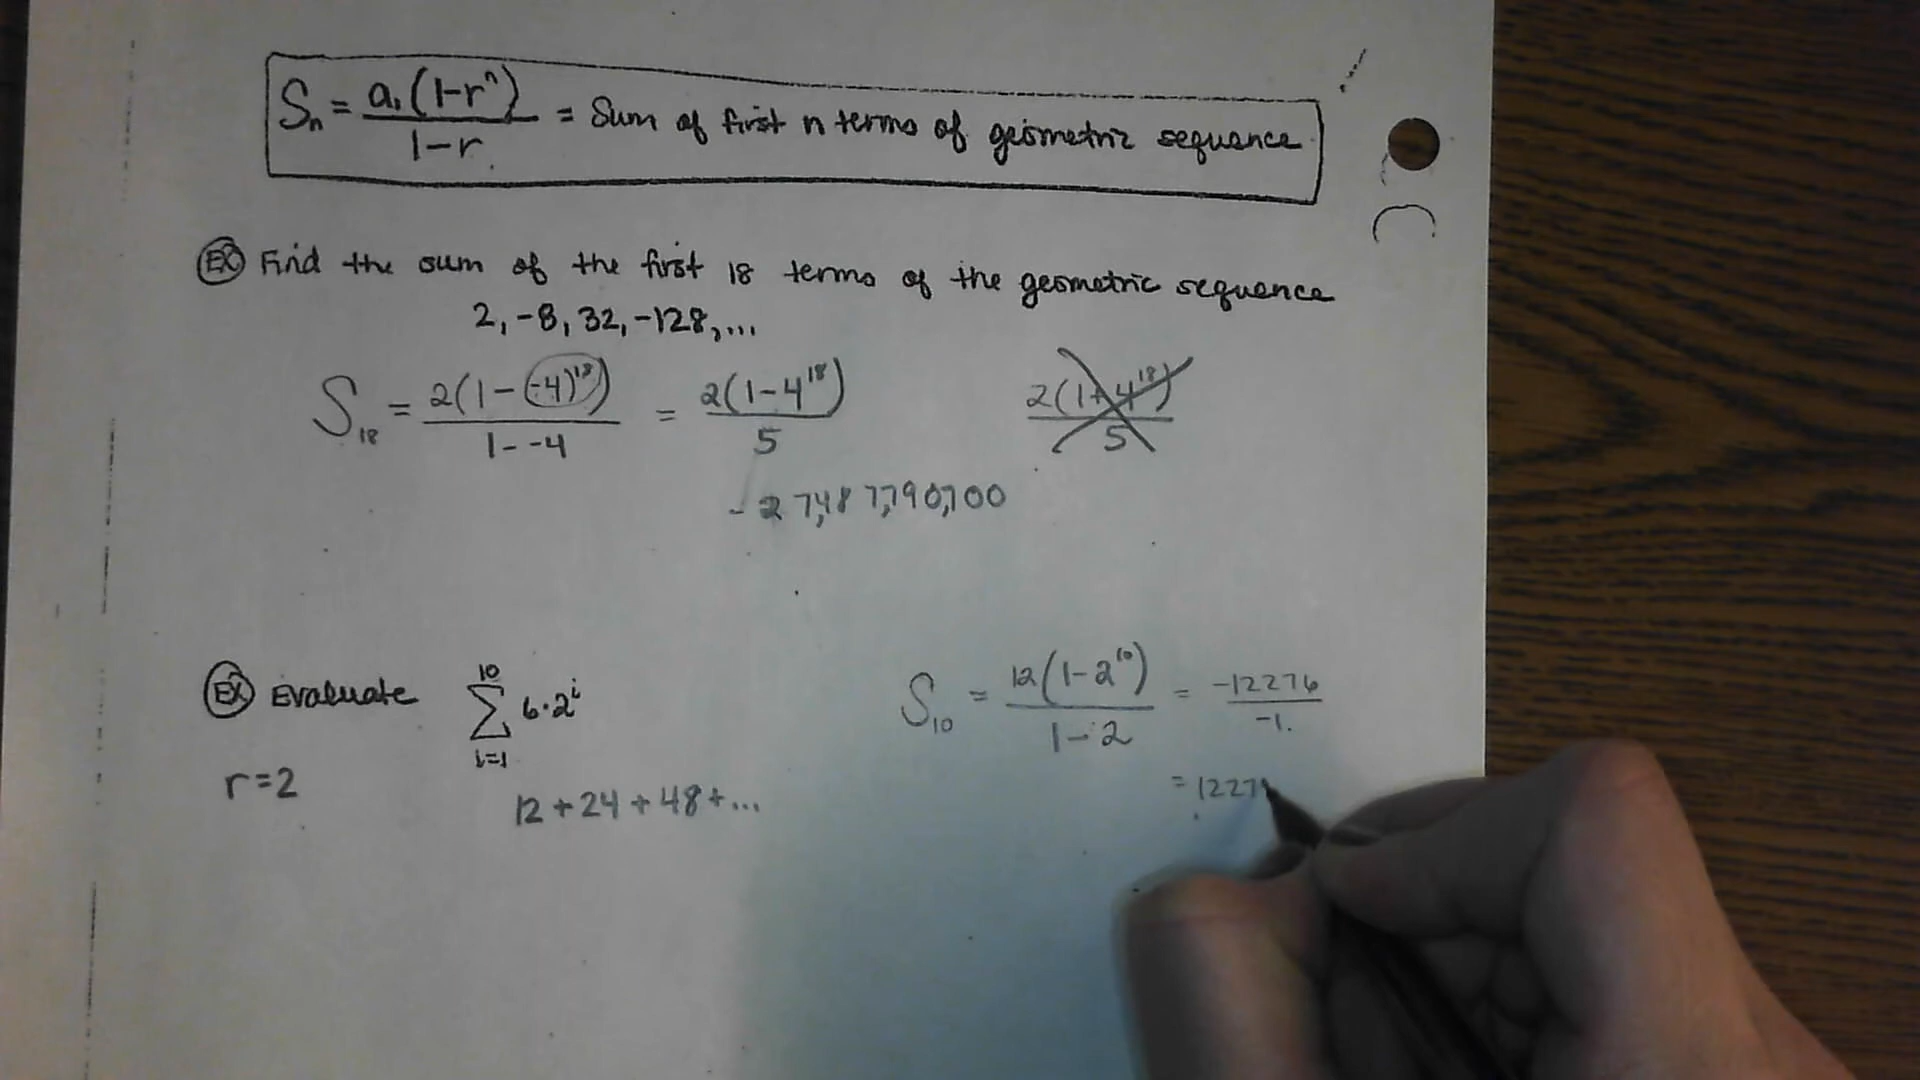 Sn = a1(1-r^n) / 1-r = Sum of first n terms of geometric sequence
EX Find the sum of the first 18 terms of the geometric sequence
2, -8, 32, -128, ...
S18 = 2(1-(-4)^18) / 1--4 = 2(1-4^18) / 5
2(1+4^18) / 5
-27,487,790,700
EX Evaluate 10 Σ i=1 6·2^i
S10 = 12(1-2^10) / 1-2 = -12276 / -1
r=2
12+24+48+...
= 1227